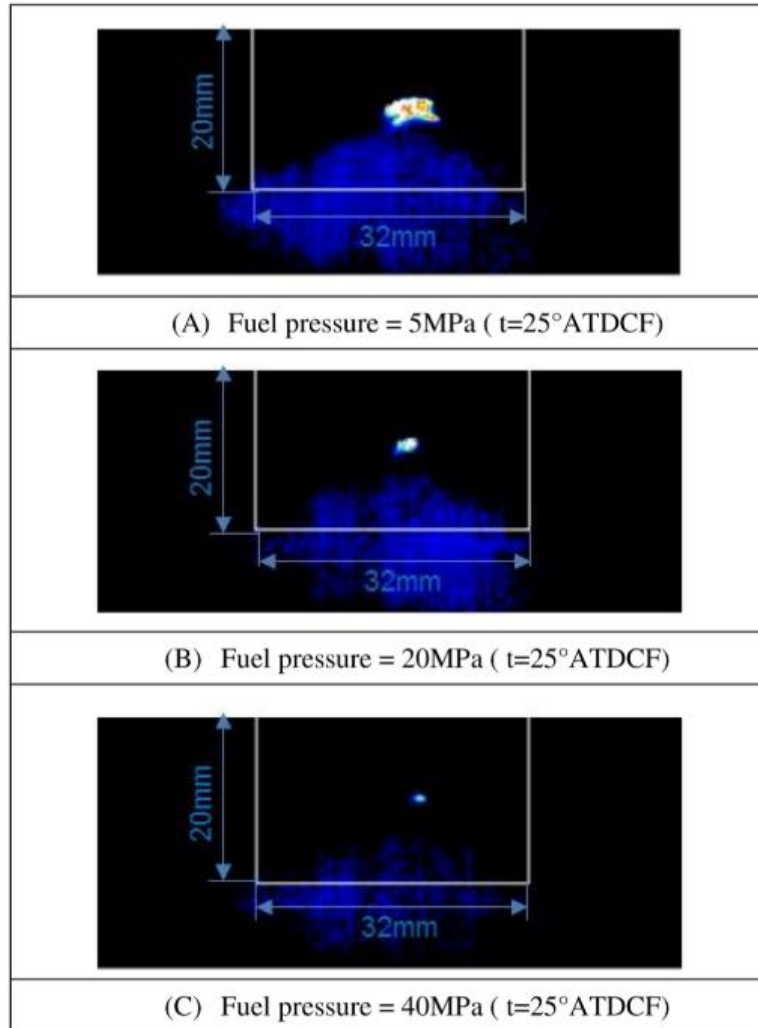 20mm
32mm
(A) Fuel pressure = 5MPa ( t=25°ATDCF)
20mm
32mm
(B) Fuel pressure = 20MPa ( t=25°ATDCF)
20mm
32mm
(C) Fuel pressure = 40MPa ( t=25°ATDCF)